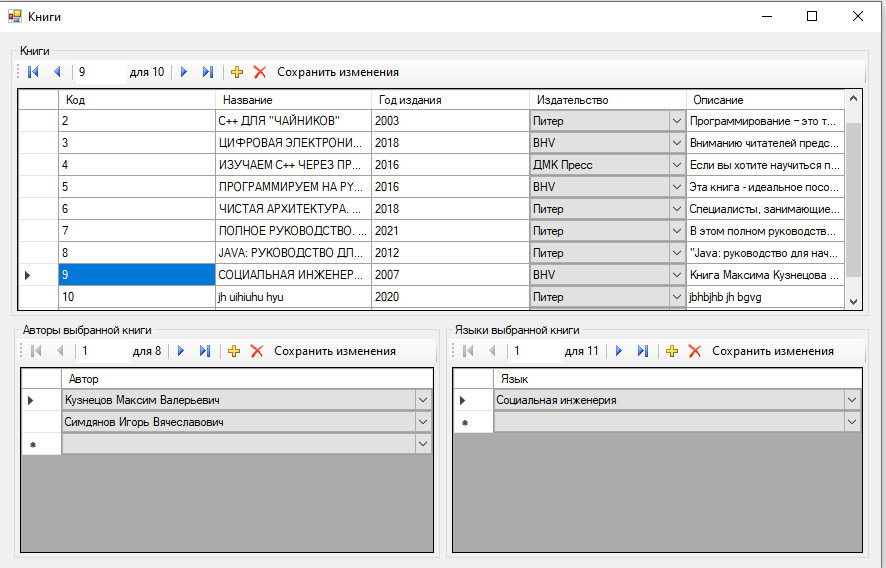 Книги
Книги
9 для 10 Сохранить изменения
Код Название Год издания Издательство Описание
2 C++ ДЛЯ "ЧАЙНИКОВ" 2003 Питер Программирование – это т...
3 ЦИФРОВАЯ ЭЛЕКТРОНИ... 2018 BHV Вниманию читателей предс...
4 ИЗУЧАЕМ C++ ЧЕРЕЗ ПР... 2016 ДМК Пресс Если вы хотите научиться п...
5 ПРОГРАММИРУЕМ НА PY... 2016 BHV Эта книга - идеальное посо...
6 ЧИСТАЯ АРХИТЕКТУРА. ... 2018 Питер Специалисты, занимающие...
7 ПОЛНОЕ РУКОВОДСТВО. ... 2021 Питер В этом полном руководств...
8 JAVA: РУКОВОДСТВО ДЛ... 2012 Питер "Java: руководство для нач...
9 СОЦИАЛЬНАЯ ИНЖЕНЕР... 2007 BHV Книга Максима Кузнецова ...
10 jh uihiuhu hyu 2020 Питер jbhbjhb jh bgvg
Авторы выбранной книги
1 для 8 Сохранить изменения
Автор
Кузнецов Максим Валерьевич
Симдянов Игорь Вячеславович
Языки выбранной книги
1 для 11 Сохранить изменения
Язык
Социальная инженерия